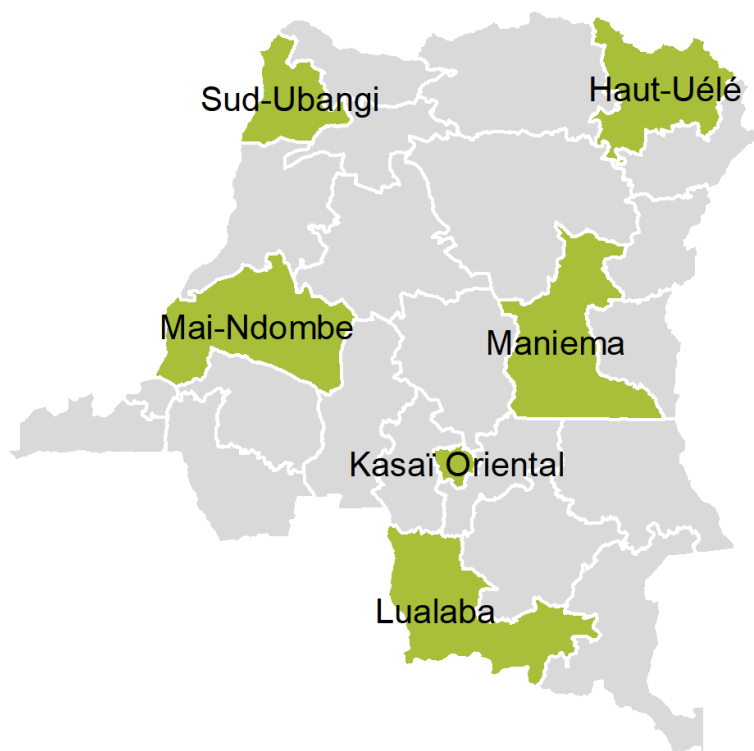 Sud-Ubangi
Haut-Uélé
Mai-Ndombe
Maniema
Kasaï Oriental
Lualaba